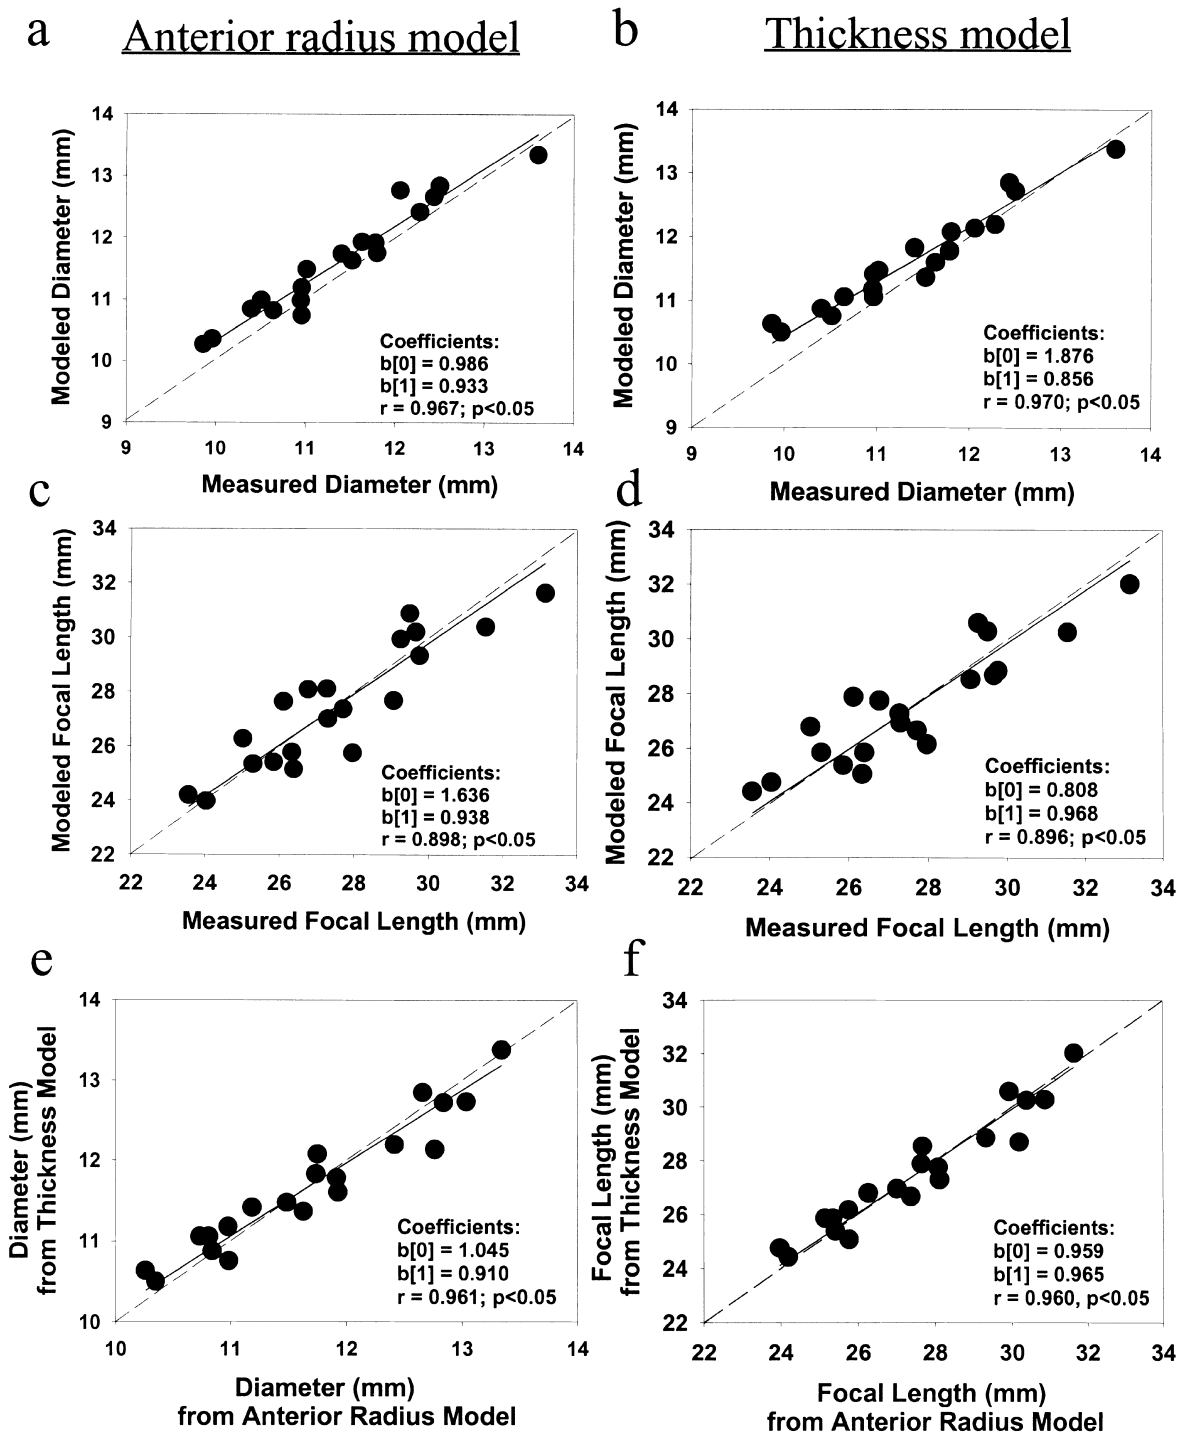 a
Anterior radius model
b
Thickness model
14
13
12
11
10
9
Modeled Diameter (mm)
Coefficients:
b[0] = 0.986
b[1] = 0.933
r = 0.967; p<0.05
9 10 11 12 13 14
Measured Diameter (mm)
14
13
12
11
10
9
Modeled Diameter (mm)
Coefficients:
b[0] = 1.876
b[1] = 0.856
r = 0.970; p<0.05
9 10 11 12 13 14
Measured Diameter (mm)
c
34
32
30
28
26
24
22
Modeled Focal Length (mm)
Coefficients:
b[0] = 1.636
b[1] = 0.938
r = 0.898; p<0.05
22 24 26 28 30 32 34
Measured Focal Length (mm)
d
34
32
30
28
26
24
22
Modeled Focal Length (mm)
Coefficients:
b[0] = 0.808
b[1] = 0.968
r = 0.896; p<0.05
22 24 26 28 30 32 34
Measured Focal Length (mm)
e
14
13
12
11
10
Diameter (mm)
from Thickness Model
Coefficients:
b[0] = 1.045
b[1] = 0.910
r = 0.961; p<0.05
10 11 12 13 14
Diameter (mm)
from Anterior Radius Model
f
34
32
30
28
26
24
22
Focal Length (mm)
from Thickness Model
Coefficients:
b[0] = 0.959
b[1] = 0.965
r = 0.960, p<0.05
22 24 26 28 30 32 34
Focal Length (mm)
from Anterior Radius Model